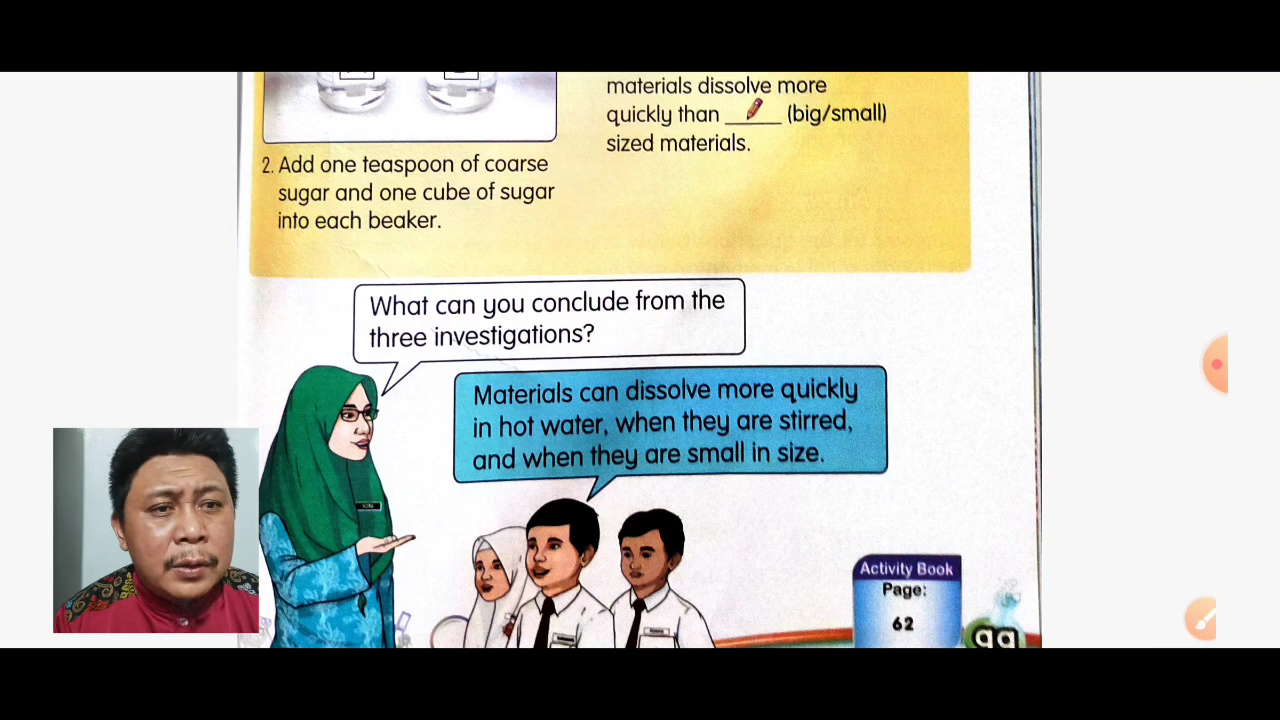 materials dissolve more
quickly than _____ (big/small)
sized materials.
2. Add one teaspoon of coarse
sugar and one cube of sugar
into each beaker.
What can you conclude from the
three investigations?
Materials can dissolve more quickly
in hot water, when they are stirred,
and when they are small in size.
Activity Book
Page:
62